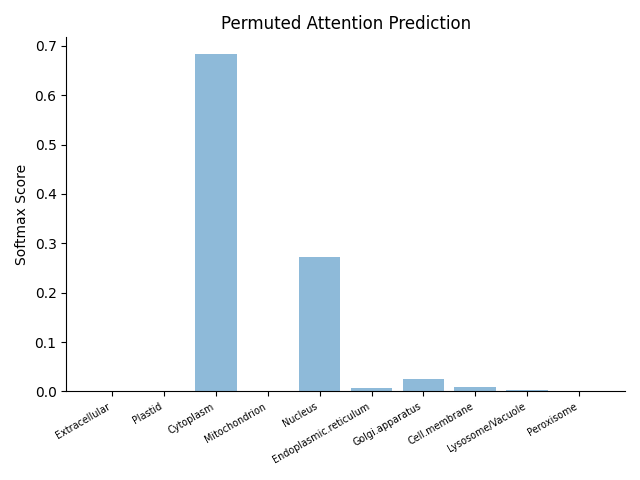 Permuted Attention Prediction
Softmax Score
0.7
0.6
0.5
0.4
0.3
0.2
0.1
0.0
Extracellular
Plastid
Cytoplasm
Mitochondrion
Nucleus
Endoplasmic.reticulum
Golgi.apparatus
Cell.membrane
Lysosome/Vacuole
Peroxisome